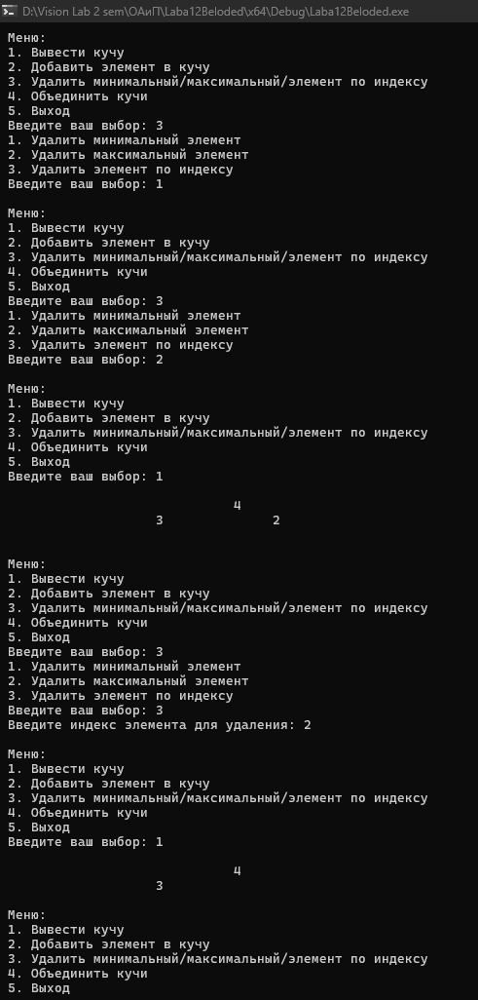 D:\Vision Lab 2 sem\ОАиП\Laba12Beloded\x64\Debug\Laba12Beloded.exe
Меню:
1. Вывести кучу
2. Добавить элемент в кучу
3. Удалить минимальный/максимальный/элемент по индексу
4. Объединить кучи
5. Выход
Введите ваш выбор: 3
1. Удалить минимальный элемент
2. Удалить максимальный элемент
3. Удалить элемент по индексу
Введите ваш выбор: 1
Меню:
1. Вывести кучу
2. Добавить элемент в кучу
3. Удалить минимальный/максимальный/элемент по индексу
4. Объединить кучи
5. Выход
Введите ваш выбор: 3
1. Удалить минимальный элемент
2. Удалить максимальный элемент
3. Удалить элемент по индексу
Введите ваш выбор: 2
Меню:
1. Вывести кучу
2. Добавить элемент в кучу
3. Удалить минимальный/максимальный/элемент по индексу
4. Объединить кучи
5. Выход
Введите ваш выбор: 1
4
3 2
Меню:
1. Вывести кучу
2. Добавить элемент в кучу
3. Удалить минимальный/максимальный/элемент по индексу
4. Объединить кучи
5. Выход
Введите ваш выбор: 3
1. Удалить минимальный элемент
2. Удалить максимальный элемент
3. Удалить элемент по индексу
Введите ваш выбор: 3
Введите индекс элемента для удаления: 2
Меню:
1. Вывести кучу
2. Добавить элемент в кучу
3. Удалить минимальный/максимальный/элемент по индексу
4. Объединить кучи
5. Выход
Введите ваш выбор: 1
4
3
Меню:
1. Вывести кучу
2. Добавить элемент в кучу
3. Удалить минимальный/максимальный/элемент по индексу
4. Объединить кучи
5. Выход